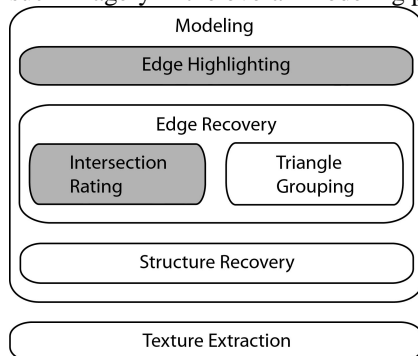 Modeling
Edge Highlighting
Edge Recovery
Intersection
Rating
Triangle
Grouping
Structure Recovery
Texture Extraction